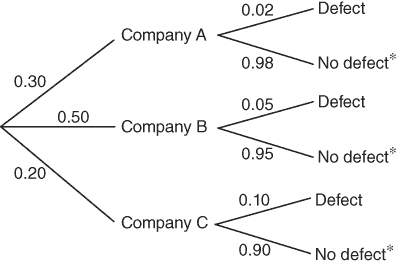 0.02
Defect
Company A
0.98
No defect*
0.30
0.05
Defect
0.50
Company B
0.95
No defect*
0.20
0.10
Defect
Company C
0.90
No defect*